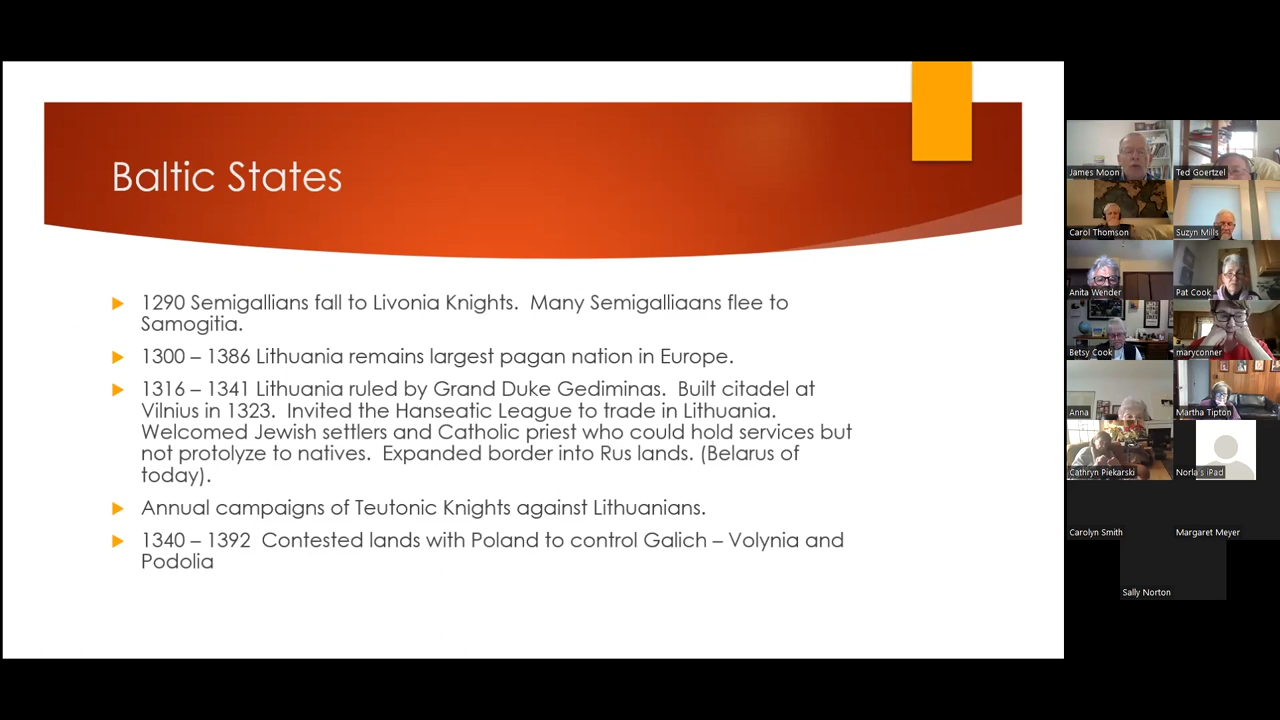 Baltic States
1290 Semigallians fall to Livonia Knights.  Many Semigalliaans flee to
Samogitia.
1300 – 1386 Lithuania remains largest pagan nation in Europe.
1316 – 1341 Lithuania ruled by Grand Duke Gediminas.  Built citadel at
Vilnius in 1323.  Invited the Hanseatic League to trade in Lithuania.
Welcomed Jewish settlers and Catholic priest who could hold services but
not protolyze to natives.  Expanded border into Rus lands. (Belarus of
today).
Annual campaigns of Teutonic Knights against Lithuanians.
1340 – 1392  Contested lands with Poland to control Galich – Volynia and
Podolia
James Moon
Ted Goertzel
Carol Thomson
Suzyn Mills
Anita Wender
Pat Cook
Betsy Cook
maryconner
Anna
Martha Tipton
Cathryn Piekarski
Norla's iPad
Carolyn Smith
Margaret Meyer
Sally Norton